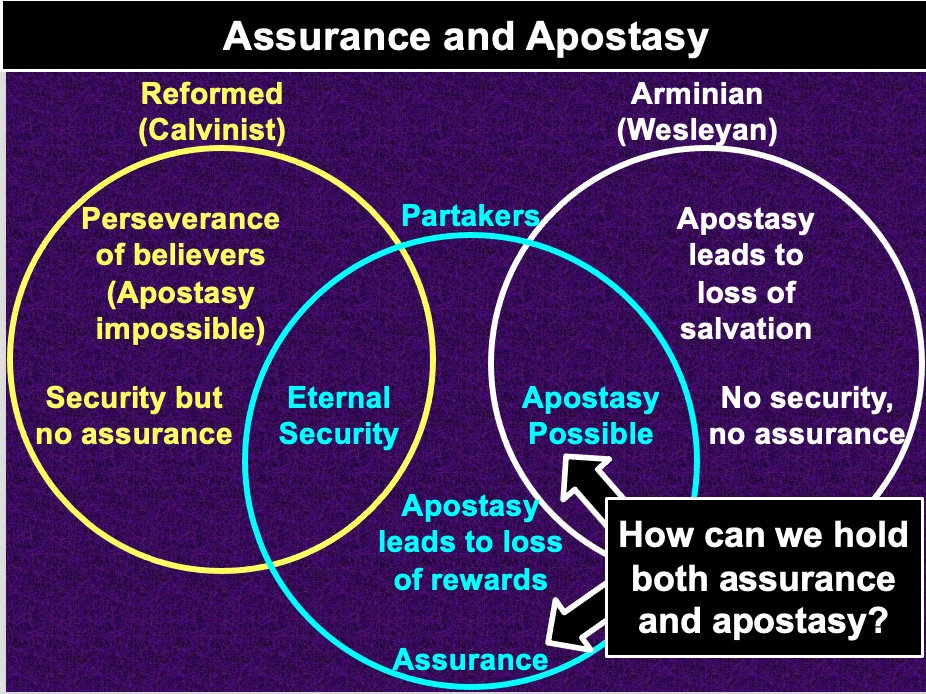 Assurance and Apostasy
Reformed
(Calvinist)
Arminian
(Wesleyan)
Partakers
Perseverance
of believers
(Apostasy
impossible)
Apostasy
leads to
loss of
salvation
Security but
no assurance
Eternal
Security
Apostasy
Possible
No security,
no assurance
Apostasy
leads to loss
of rewards
Assurance
How can we hold
both assurance
and apostasy?